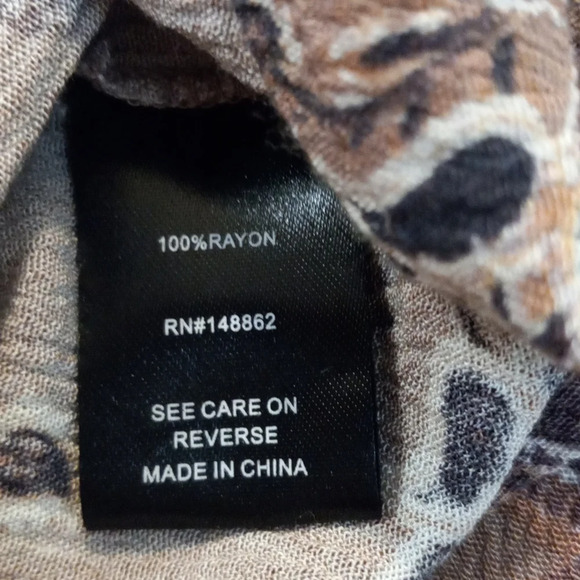 100%RAYON
RN#148862
SEE CARE ON
REVERSE
MADE IN CHINA